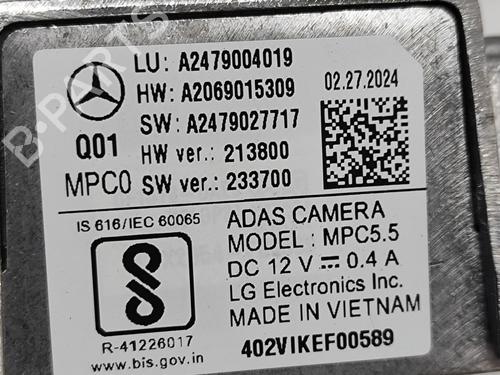 LU: A2479004019
HW: A2069015309
02.27.2024
SW: A2479027717
Q01
HW ver.: 213800
MPC0
SW ver.: 233700
IS 616/IEC 60065
R-41226017
www.bis.gov.in
ADAS CAMERA
MODEL : MPC5.5
DC 12 V ⎓ 0.4 A
LG Electronics Inc.
MADE IN VIETNAM
402VIKEF00589
B-PARTS